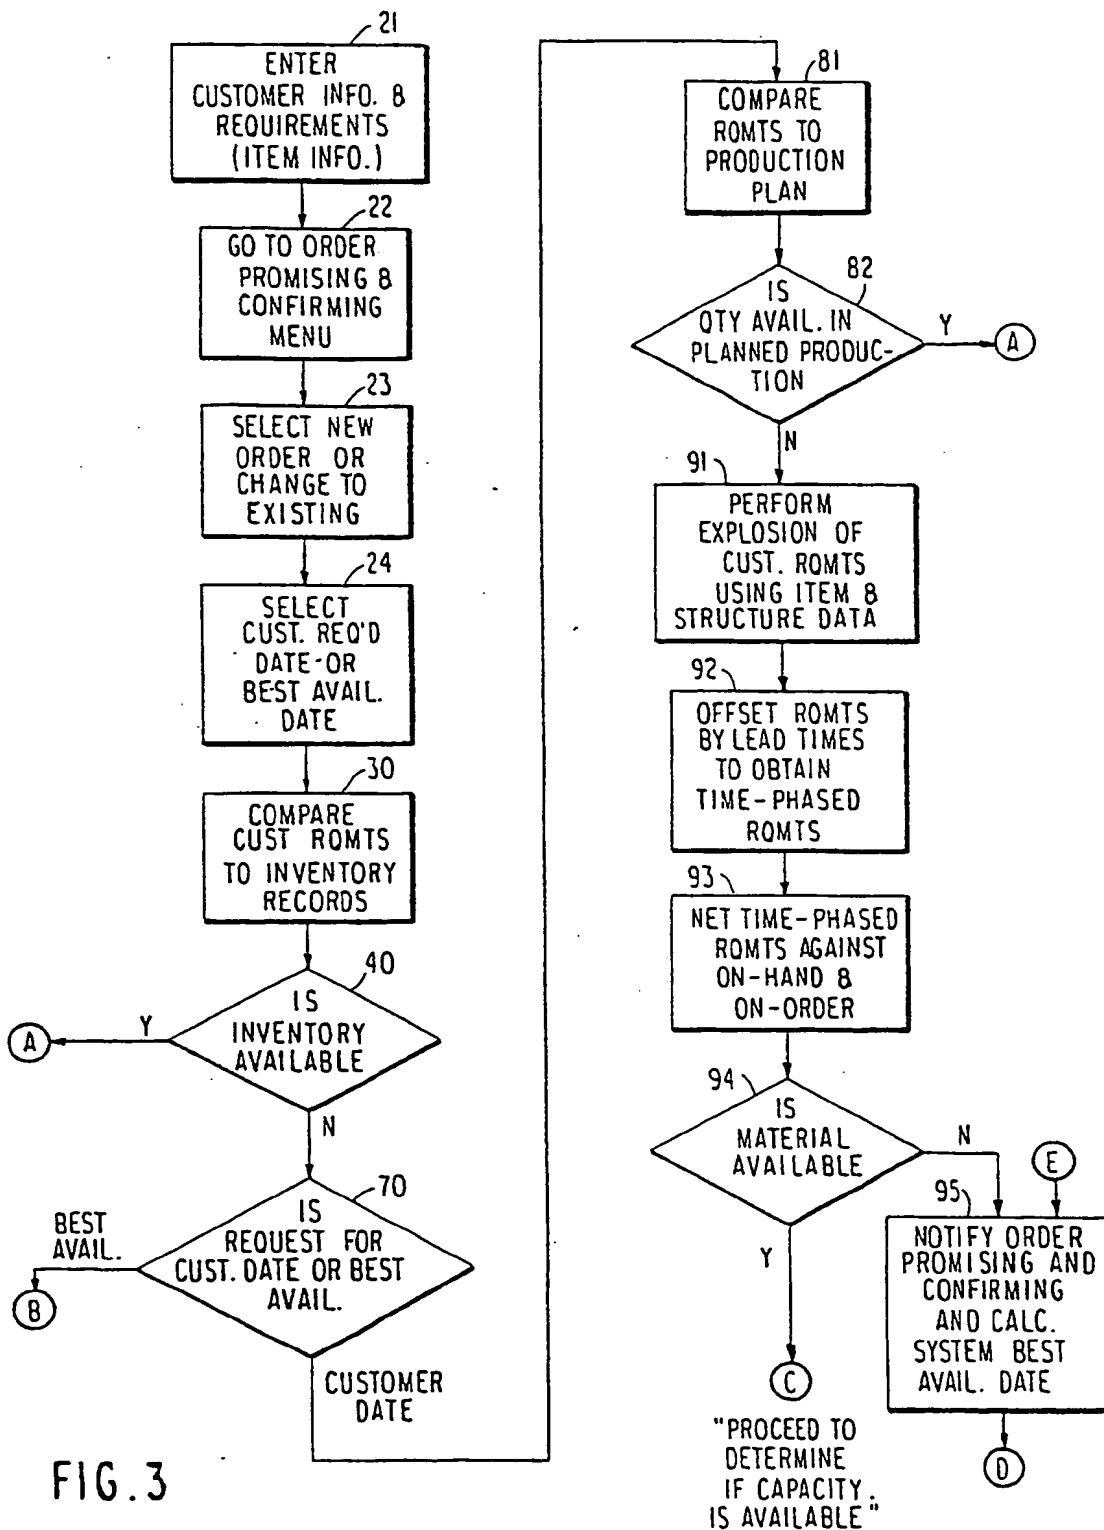 21
ENTER
CUSTOMER INFO. &
REQUIREMENTS
(ITEM INFO.)
22
GO TO ORDER
PROMISING &
CONFIRMING
MENU
23
SELECT NEW
ORDER OR
CHANGE TO
EXISTING
24
SELECT
CUST. REQ'D
DATE-OR
BEST AVAIL.
DATE
30
COMPARE
CUST RQMTS
TO INVENTORY
RECORDS
40
IS
INVENTORY
AVAILABLE
Y
A
N
70
IS
REQUEST FOR
CUST. DATE OR BEST
AVAIL.
BEST
AVAIL.
B
CUSTOMER
DATE
81
COMPARE
RQMTS TO
PRODUCTION
PLAN
82
IS
QTY AVAIL. IN
PLANNED PRODUC-
TION
Y
A
N
91
PERFORM
EXPLOSION OF
CUST. RQMTS
USING ITEM &
STRUCTURE DATA
92
OFFSET RQMTS
BY LEAD TIMES
TO OBTAIN
TIME-PHASED
RQMTS
93
NET TIME-PHASED
RQMTS AGAINST
ON-HAND &
ON-ORDER
94
IS
MATERIAL
AVAILABLE
N
E
Y
95
NOTIFY ORDER
PROMISING AND
CONFIRMING
AND CALC.
SYSTEM BEST
AVAIL. DATE
C
D
"PROCEED TO
DETERMINE
IF CAPACITY.
IS AVAILABLE"
FIG.3